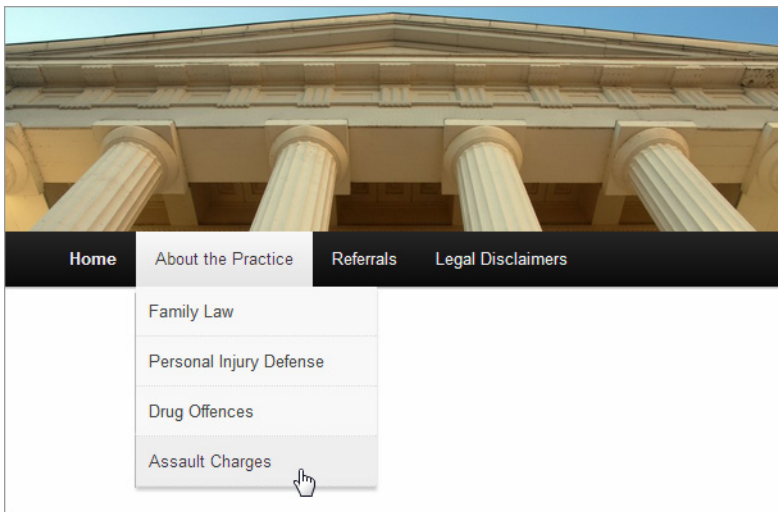 Home About the Practice Referrals Legal Disclaimers
Family Law
Personal Injury Defense
Drug Offences
Assault Charges